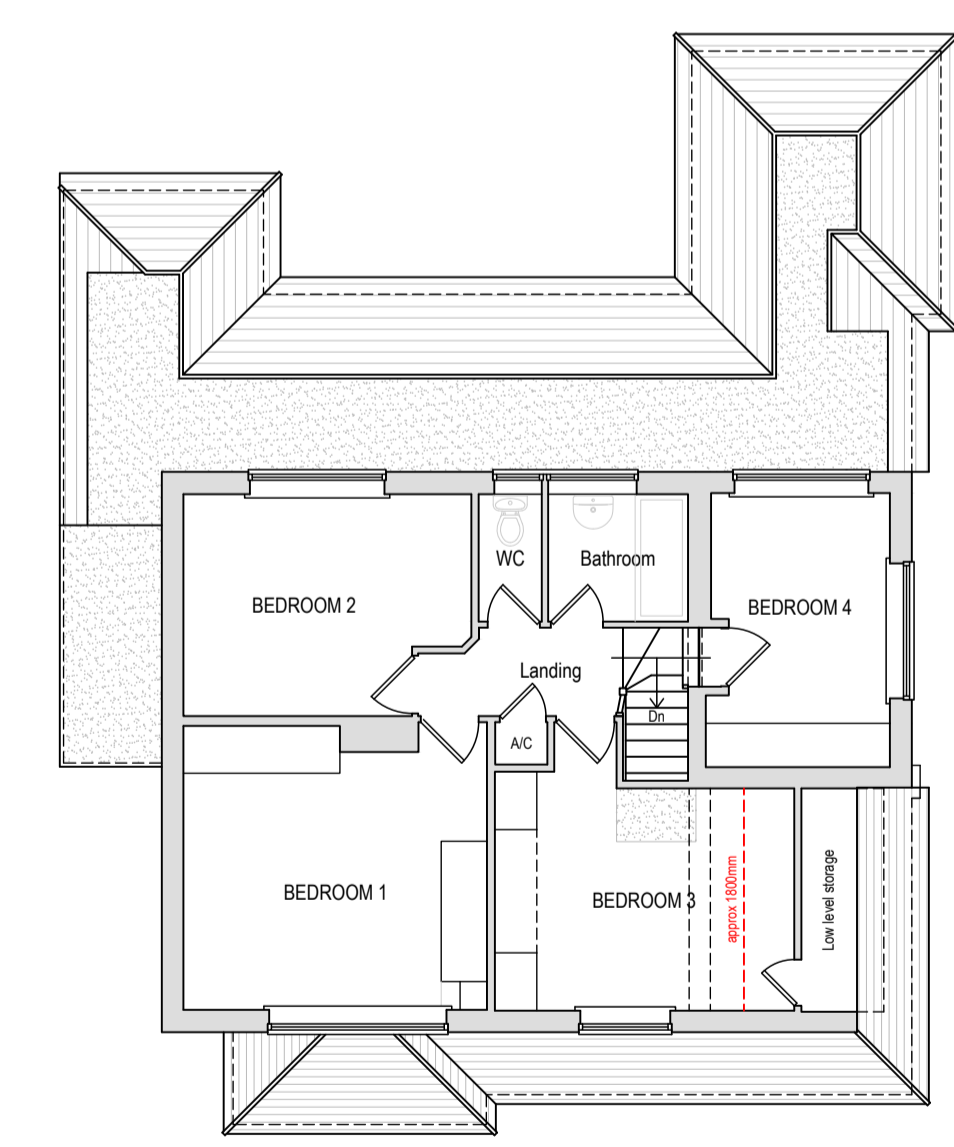 WC
Bathroom
BEDROOM 2
BEDROOM 4
Landing
Dn
A/C
BEDROOM 1
BEDROOM 3
approx 1800mm
Low level storage